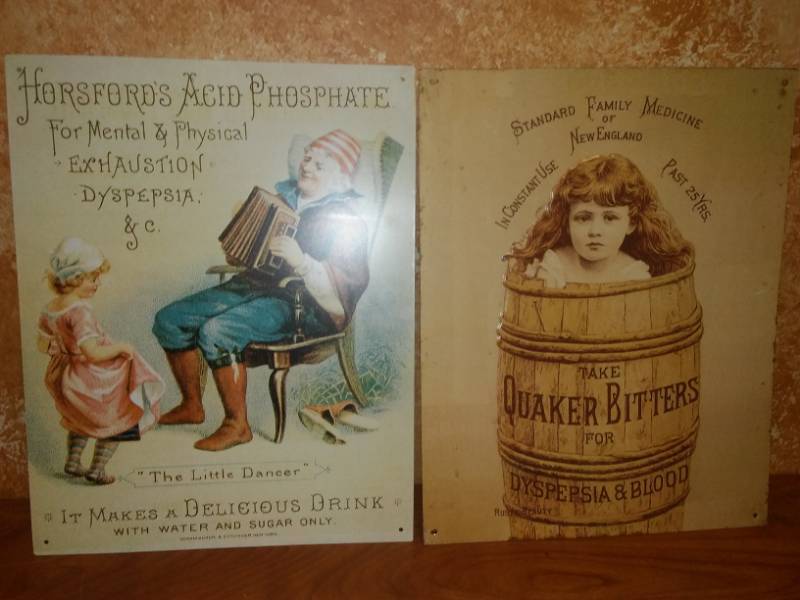 HORSFORD'S ACID PHOSPHATE
For Mental & Physical
EXHAUSTION
DYSPEPSIA,
& C.
"The Little Dancer"
IT MAKES A DELICIOUS DRINK
WITH WATER AND SUGAR ONLY.
STANDARD FAMILY MEDICINE
OF
NEW ENGLAND
IN CONSTANT USE
PAST 25 YRS.
TAKE
QUAKER BITTERS
FOR
DYSPEPSIA & BLOOD